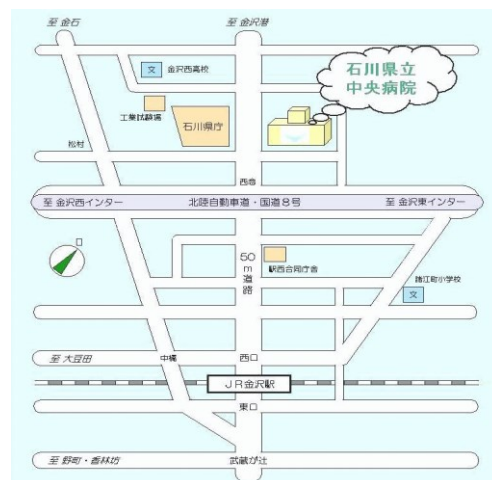 至 金石
至 金沢港
文 金沢西高校
石川県立
中央病院
工業試験場
石川県庁
松村
西念
至 金沢西インター
北陸自動車道・国道8号
至 金沢東インター
50m道路
駅西合同庁舎
諸江町小学校
文
至 大豆田
中橋
西口
JR金沢駅
東口
至 野町・香林坊
武蔵が辻